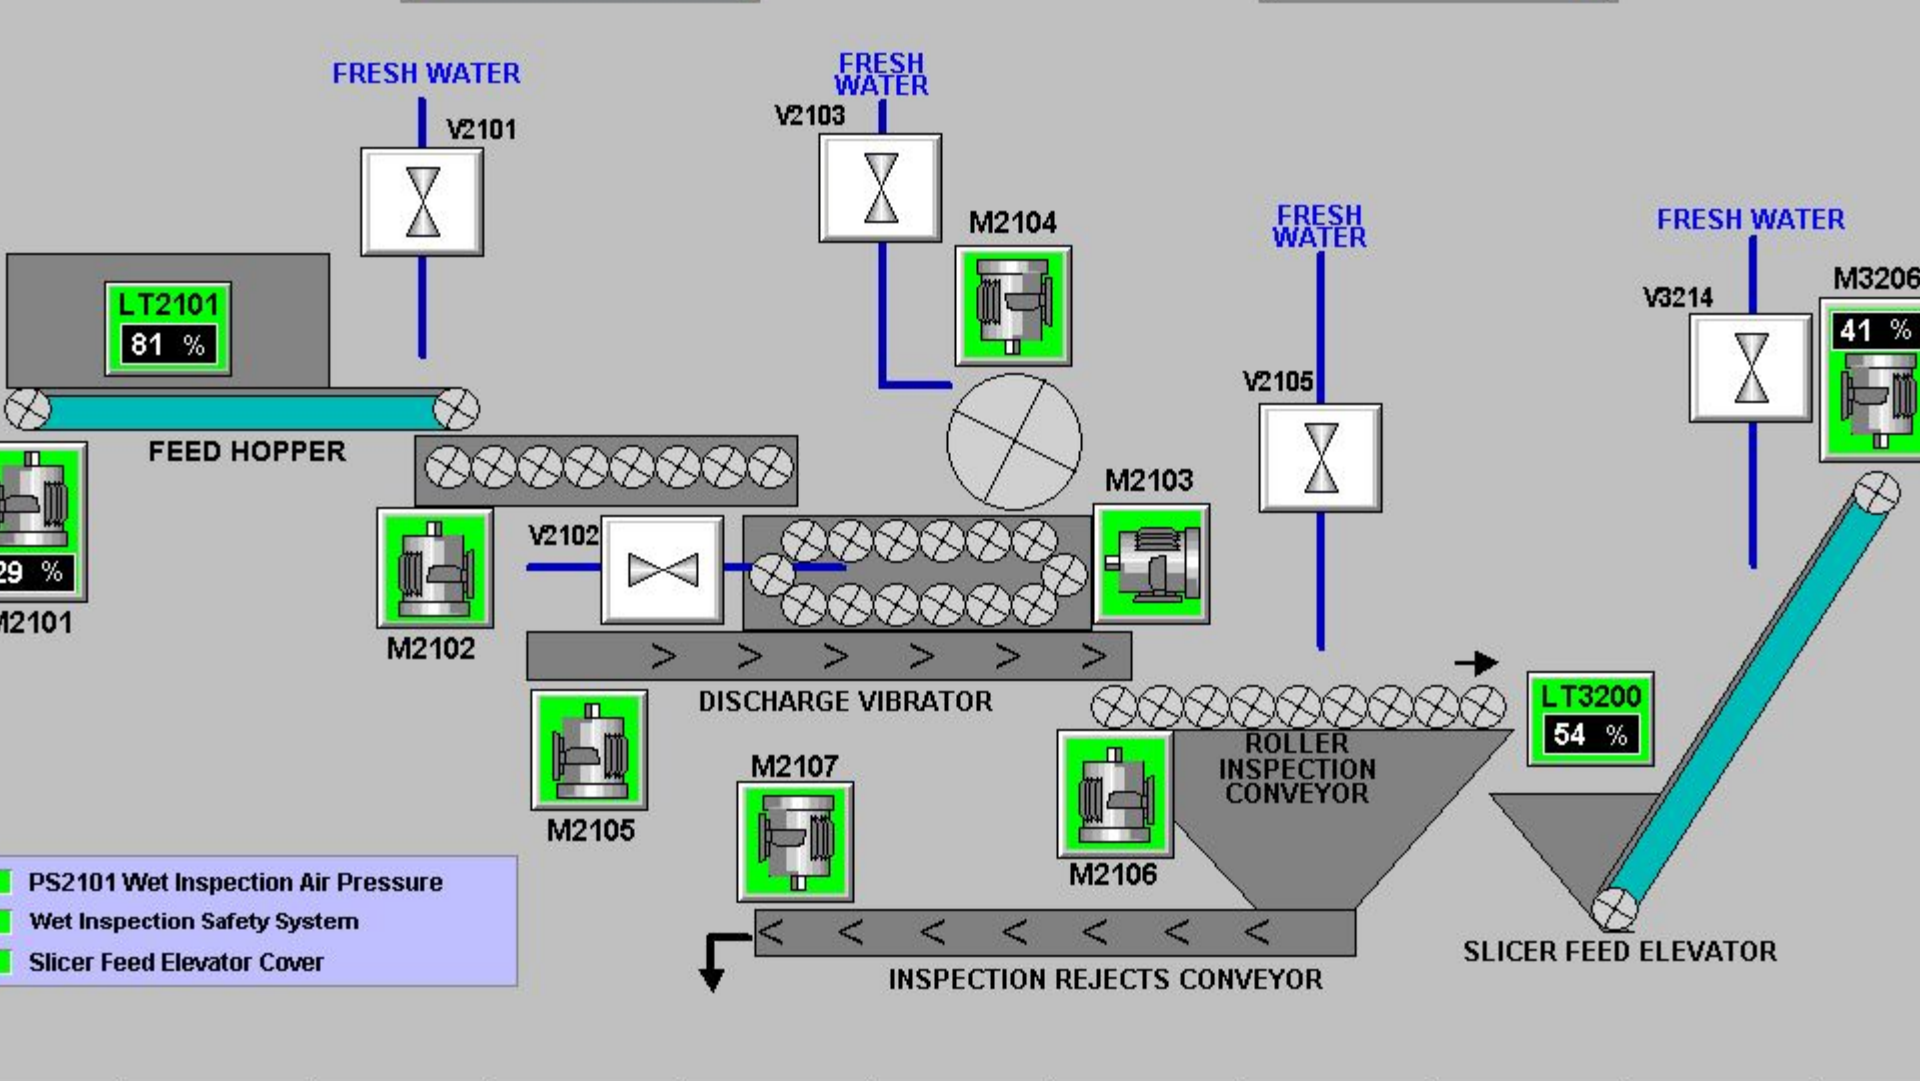 FRESH WATER
V2101
FRESH
WATER
V2103
M2104
FRESH
WATER
FRESH WATER
M3206
V3214
41 %
LT2101
81 %
V2105
FEED HOPPER
M2103
29 %
M2101
V2102
M2102
DISCHARGE VIBRATOR
LT3200
54 %
ROLLER
INSPECTION
CONVEYOR
M2107
M2105
M2106
PS2101 Wet Inspection Air Pressure
Wet Inspection Safety System
Slicer Feed Elevator Cover
SLICER FEED ELEVATOR
INSPECTION REJECTS CONVEYOR